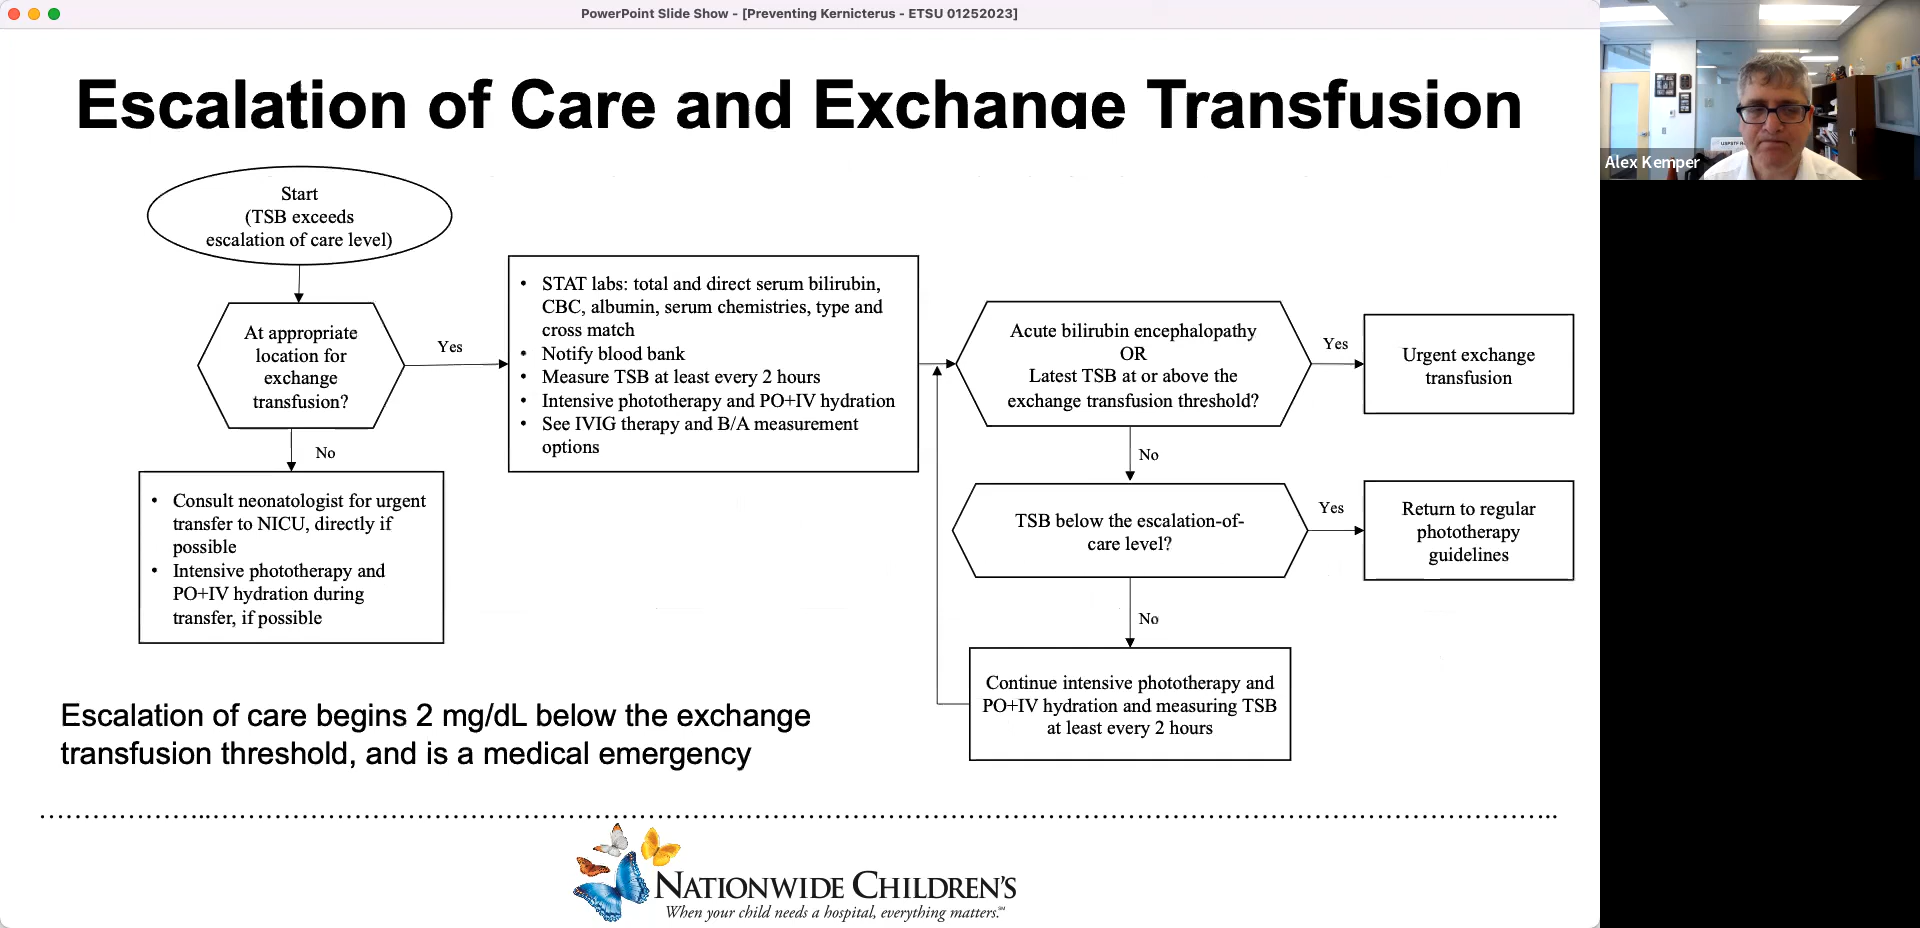 PowerPoint Slide Show - [Preventing Kernicterus - ETSU 01252023]
Escalation of Care and Exchange Transfusion
Start
(TSB exceeds
escalation of care level)
At appropriate
location for
exchange
transfusion?
Yes
No
• Consult neonatologist for urgent
transfer to NICU, directly if
possible
• Intensive phototherapy and
PO+IV hydration during
transfer, if possible
• STAT labs: total and direct serum bilirubin,
CBC, albumin, serum chemistries, type and
cross match
• Notify blood bank
• Measure TSB at least every 2 hours
• Intensive phototherapy and PO+IV hydration
• See IVIG therapy and B/A measurement
options
Acute bilirubin encephalopathy
OR
Latest TSB at or above the
exchange transfusion threshold?
Yes
Urgent exchange
transfusion
No
TSB below the escalation-of-
care level?
Yes
Return to regular
phototherapy
guidelines
No
Continue intensive phototherapy and
PO+IV hydration and measuring TSB
at least every 2 hours
Escalation of care begins 2 mg/dL below the exchange
transfusion threshold, and is a medical emergency
NATIONWIDE CHILDREN'S
When your child needs a hospital, everything matters.℠
Alex Kemper